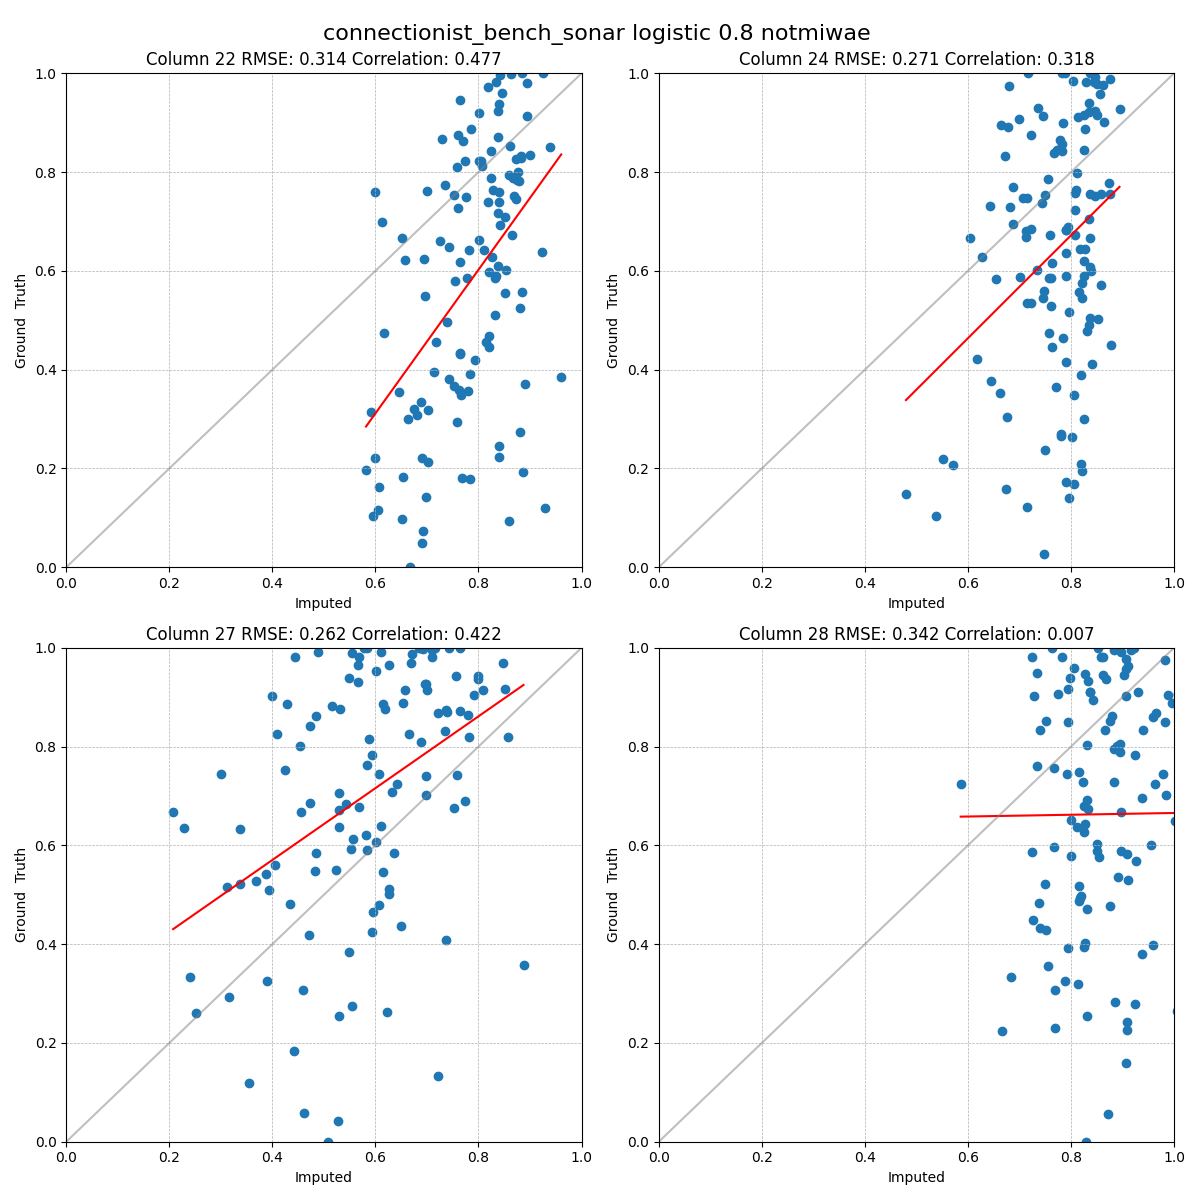 connectionist_bench_sonar logistic 0.8 notmiwae
Column 22 RMSE: 0.314 Correlation: 0.477
Column 24 RMSE: 0.271 Correlation: 0.318
1.0
0.8
0.6
0.4
0.2
0.0
Ground Truth
0.0 0.2 0.4 0.6 0.8 1.0
Imputed
1.0
0.8
0.6
0.4
0.2
0.0
Ground Truth
0.0 0.2 0.4 0.6 0.8 1.0
Imputed
Column 27 RMSE: 0.262 Correlation: 0.422
Column 28 RMSE: 0.342 Correlation: 0.007
1.0
0.8
0.6
0.4
0.2
0.0
Ground Truth
0.0 0.2 0.4 0.6 0.8 1.0
Imputed
1.0
0.8
0.6
0.4
0.2
0.0
Ground Truth
0.0 0.2 0.4 0.6 0.8 1.0
Imputed